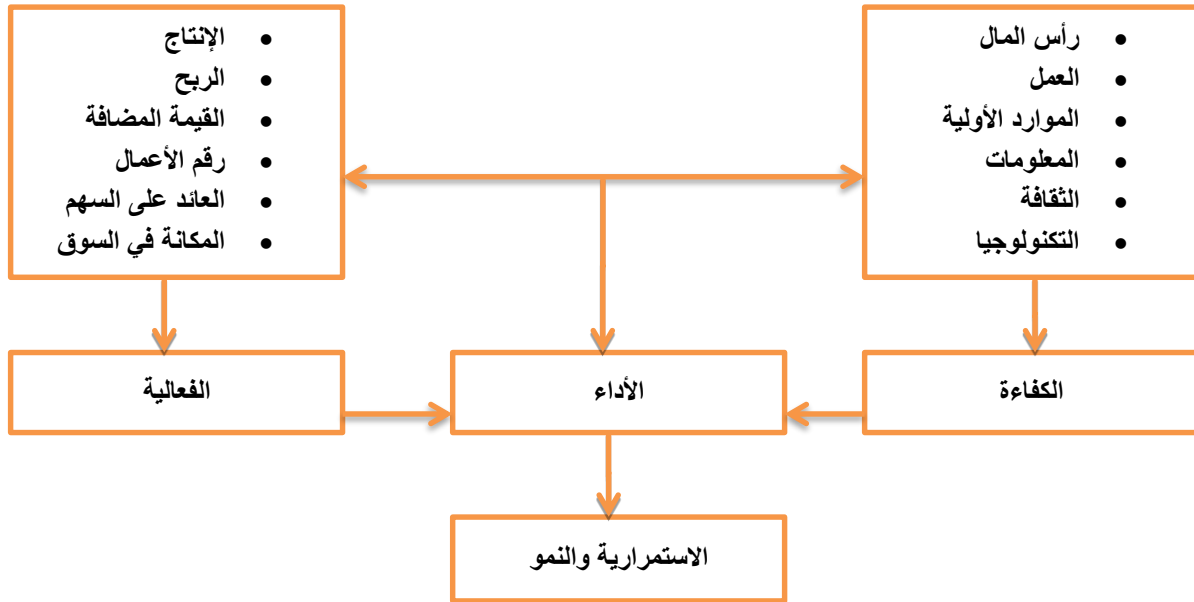 رأس المال
العمل
الموارد الأولية
المعلومات
الثقافة
التكنولوجيا
الإنتاج
الربح
القيمة المضافة
رقم الأعمال
العائد على السهم
المكانة في السوق
الكفاءة
الأداء
الفعالية
الاستمرارية والنمو